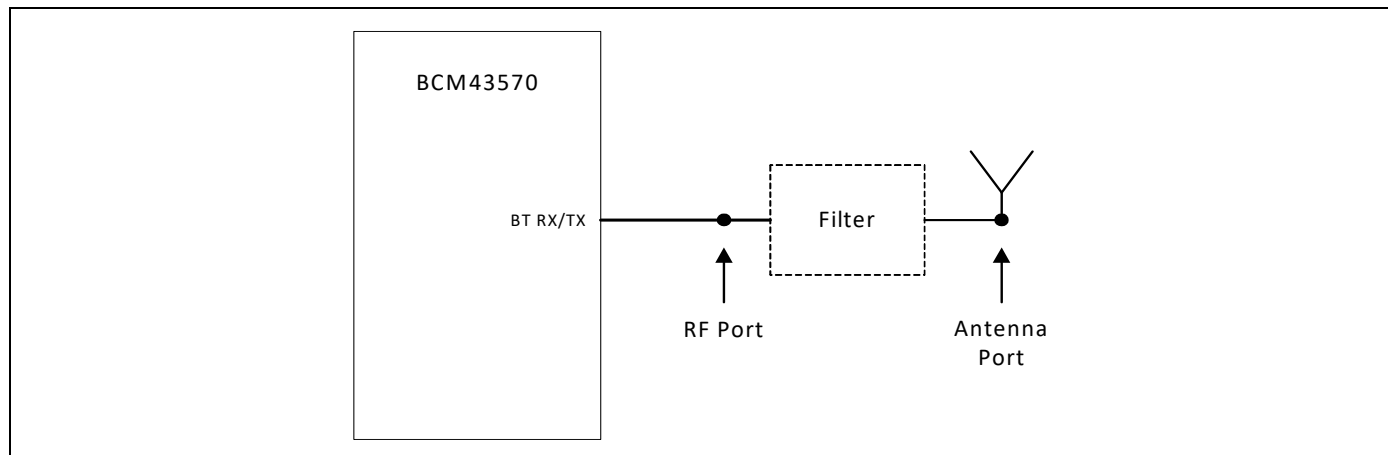 BCM43570
BT RX/TX
Filter
RF Port
Antenna
Port